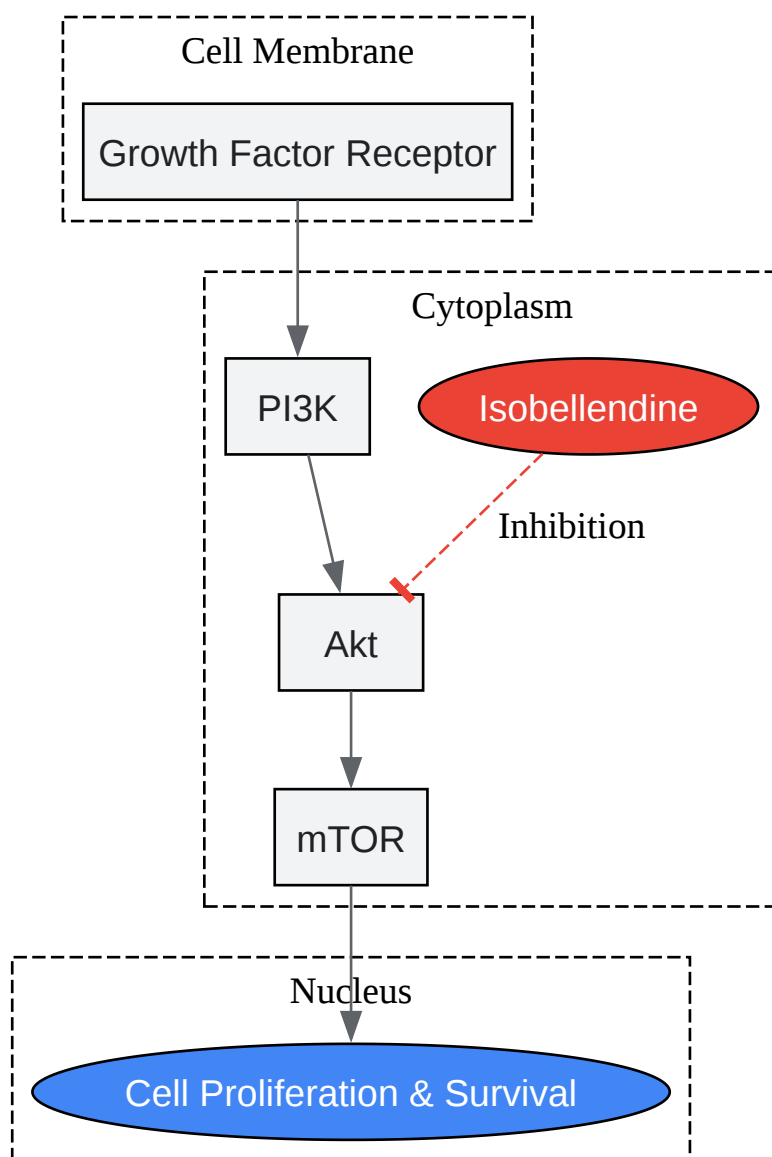 Cell Membrane
Growth Factor Receptor
Cytoplasm
PI3K
Isobellendine
Inhibition
Akt
mTOR
Nucleus
Cell Proliferation & Survival